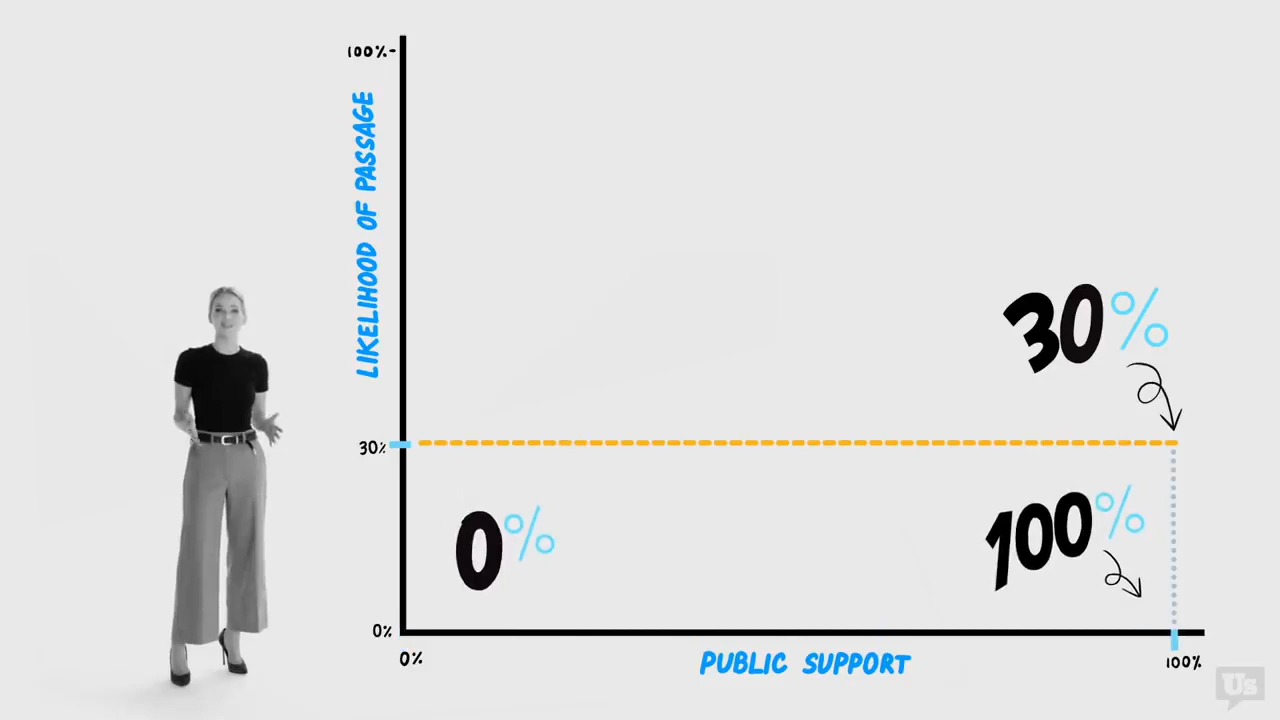 100%-
LIKELIHOOD OF PASSAGE
30%
30%
0%
100%
0%
0%
PUBLIC SUPPORT
100%
Us